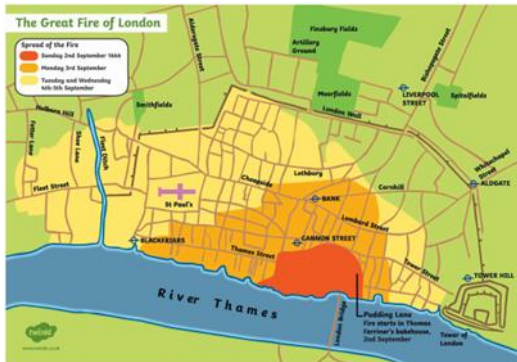 The Great Fire of London
Spread of the Fire
Sunday 2nd September 1666
Monday 3rd September
Tuesday and Wednesday
4th-5th September
Aldersgate Street
Finsbury Fields
Artillery
Ground
Bishopsgate Street
Moorfields
LIVERPOOL
STREET
Spitalfields
Smithfields
London Wall
Holborn Hill
Fetter Lane
Shoe Lane
Fleet Ditch
Whitechapel
Street
ALDGATE
Lothbury
Cheapside
Cornhill
Fleet Street
St Paul's
BANK
Lombard Street
BLACKFRIARS
CANNON STREET
Thames Street
Tower Street
TOWER HILL
River Thames
London Bridge
Pudding Lane
Fire starts in Thomas
Farriner's bakehouse,
2nd September
Tower of
London
twinkl
www.twinkl.co.uk